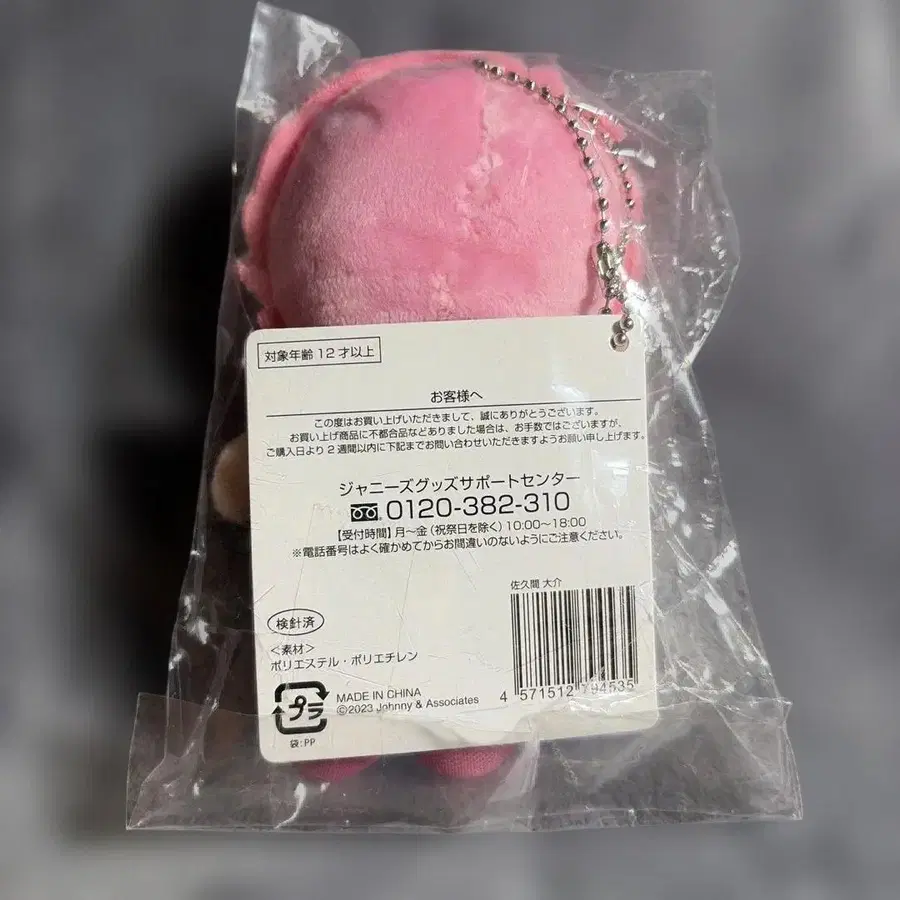 対象年齢 12才以上
お客様へ
この度はお買い上げいただきまして、誠にありがとうございます。
お買い上げ商品に不都合品などありました場合は、お手数ではございますが、
ご購入日より2週間以内に下記までお問い合わせいただきますようお願い申し上げます。
ジャニーズグッズサポートセンター
0120-382-310
【受付時間】月〜金(祝祭日を除く)10:00〜18:00
※電話番号はよく確かめてからお間違いのないようにご注意ください。
佐久間 大介
検針済
<素材>
ポリエステル・ポリエチレン
プラ
袋:PP
MADE IN CHINA
©2023 Johnny & Associates
4 571512 794535